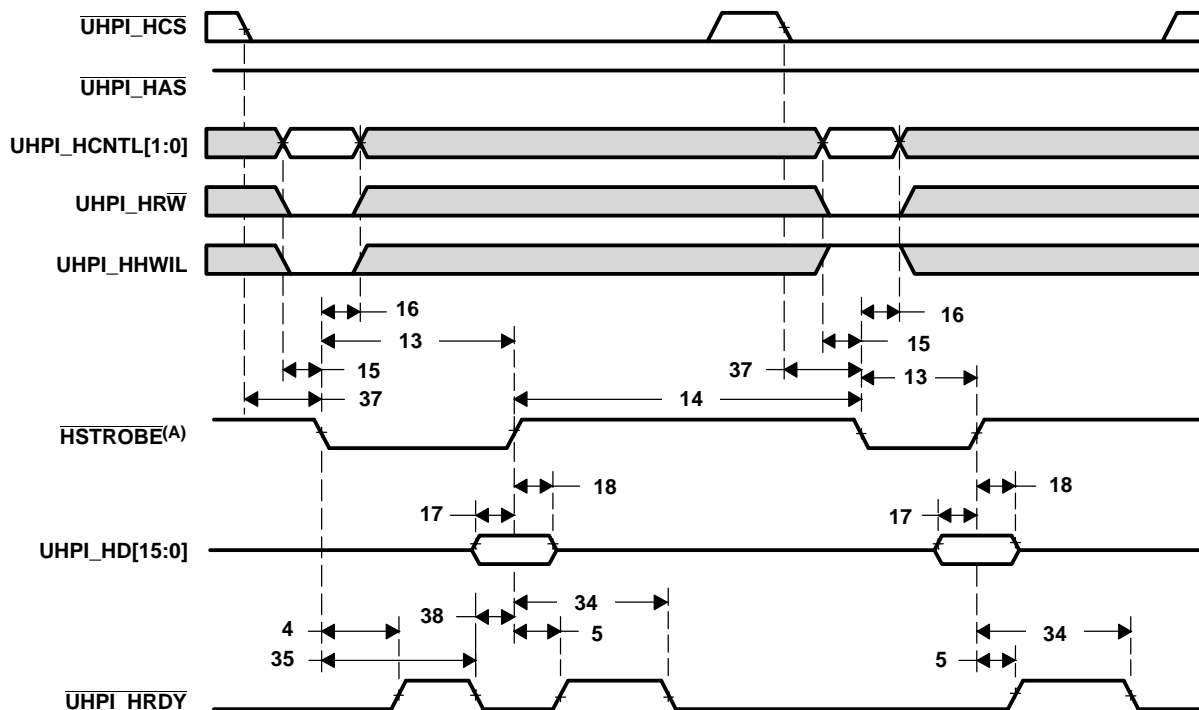 UHPI_HCS
UHPI_HAS
UHPI_HCNTL[1:0]
UHPI_HRW
UHPI_HHWIL
16
16
13
15
15
37
13
37
14
HSTROBE(A)
18
18
17
17
UHPI_HD[15:0]
38
34
4
5
34
35
5
UHPI_HRDY